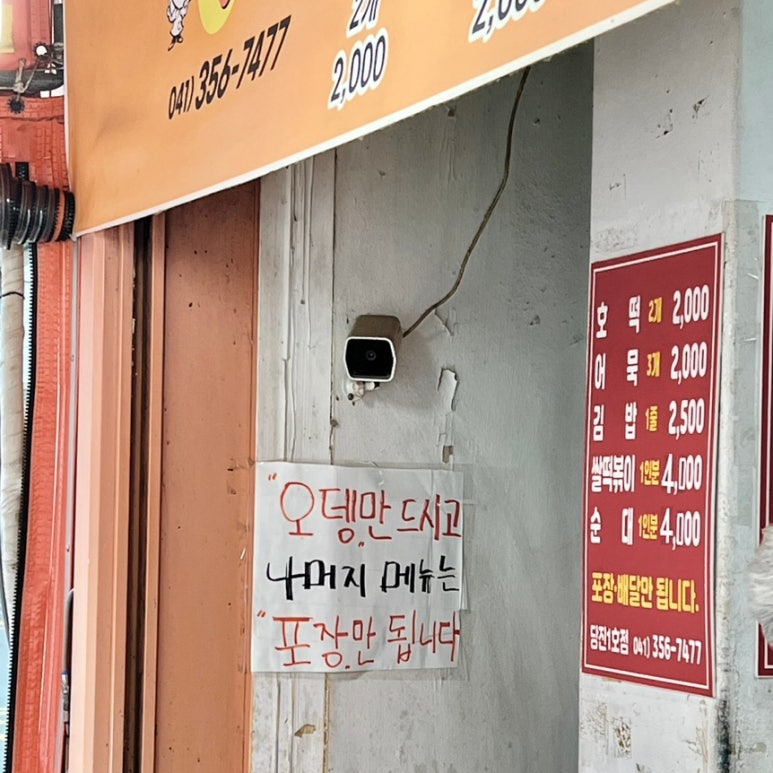 041) 356-7477
2개
2,000
"오뎅만 드시고
나머지 메뉴는
"포장만 됩니다
호떡 2개 2,000
어묵 3개 2,000
김밥 1줄 2,500
쌀떡볶이 1인분 4,000
순대 1인분 4,000
포장·배달만 됩니다.
당진1호점 041) 356-7477